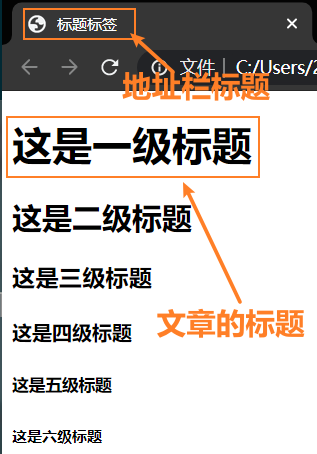 标题标签
文件 | C:/Users/2
地址栏标题
这是一级标题
这是二级标题
这是三级标题
文章的标题
这是四级标题
这是五级标题
这是六级标题